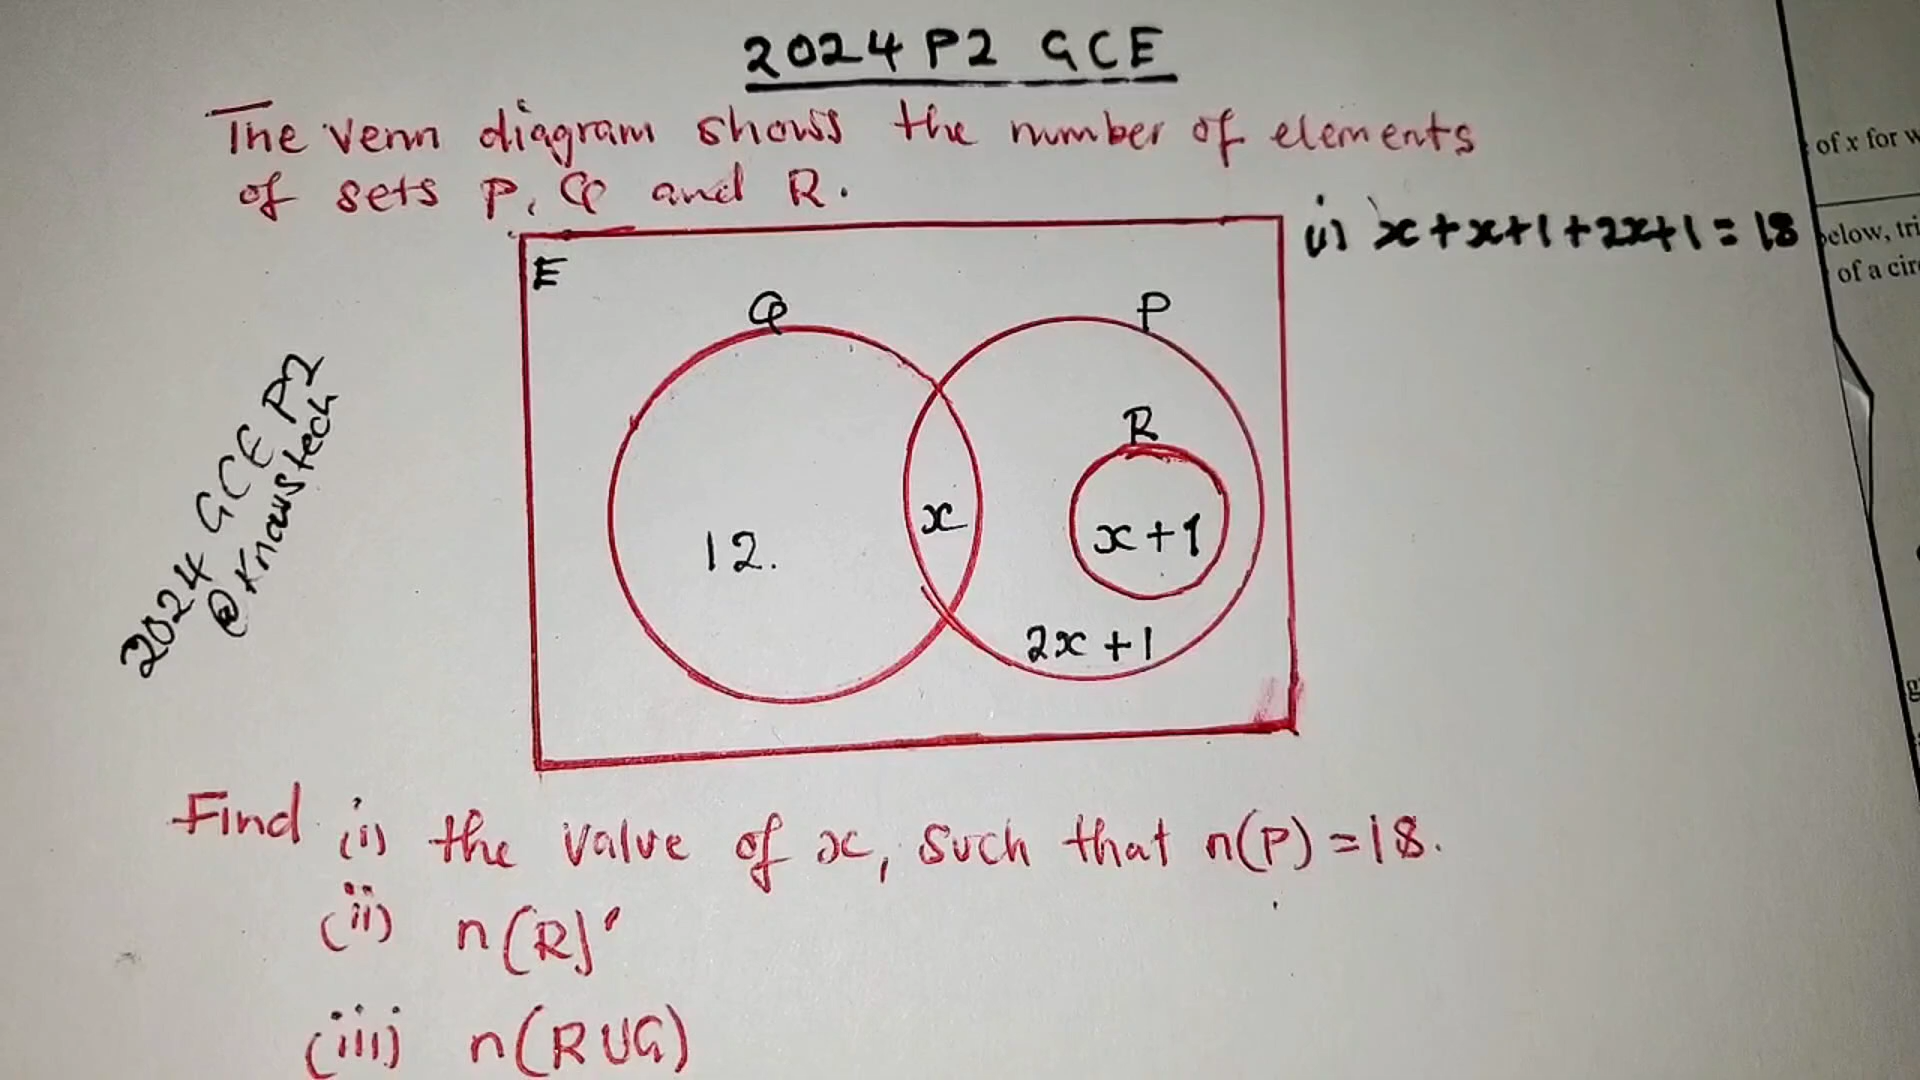 2024 P2 GCE
The venn diagram shows the number of elements
of sets P, Q and R.
(i) x+x+1+2x+1=18
E
Q
P
R
12.
x
x+1
2x+1
2024 GCE P2
@Knowstech
Find (i) the value of x, such that n(P)=18.
(ii) n(R)'
(iii) n(RUQ)
of x for
below, tri
of a cir